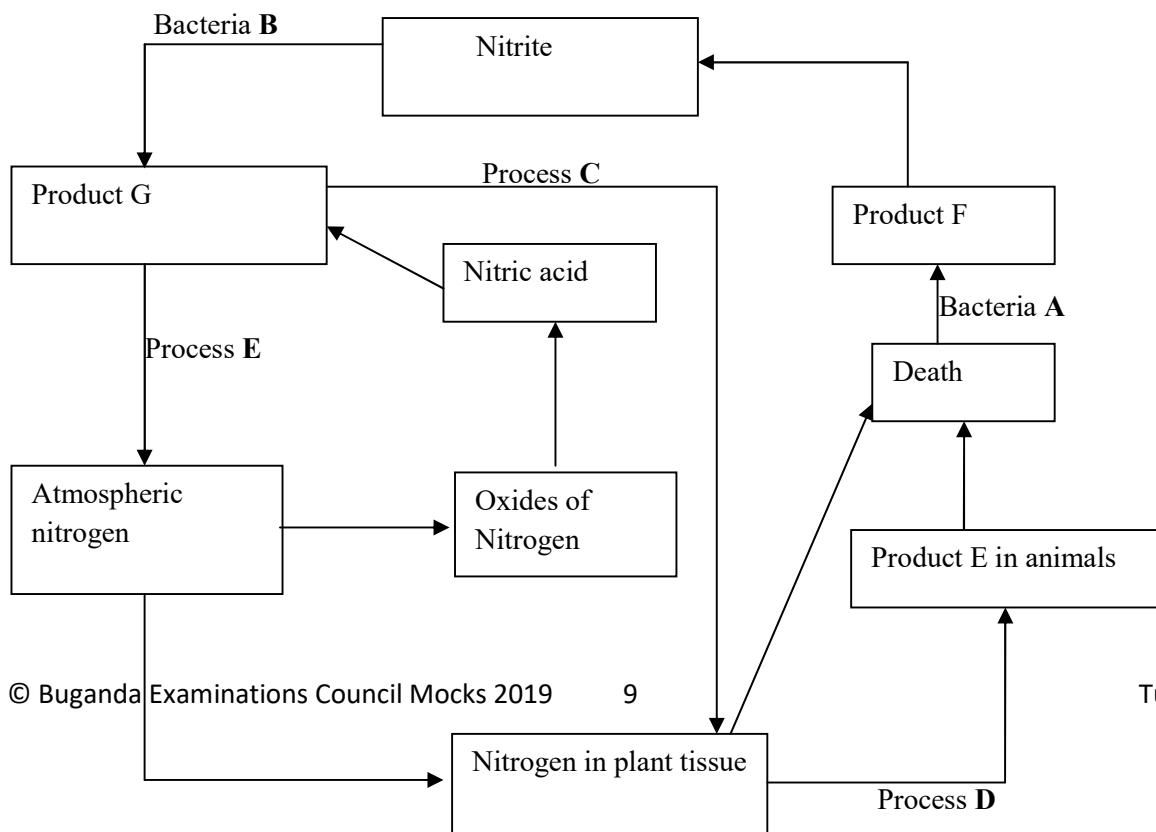 Bacteria B
Nitrite
Product G
Process C
Product F
Nitric acid
Bacteria A
Process E
Death
Atmospheric
nitrogen
Oxides of
Nitrogen
Product E in animals
© Buganda Examinations Council Mocks 2019 9
Nitrogen in plant tissue
Process D